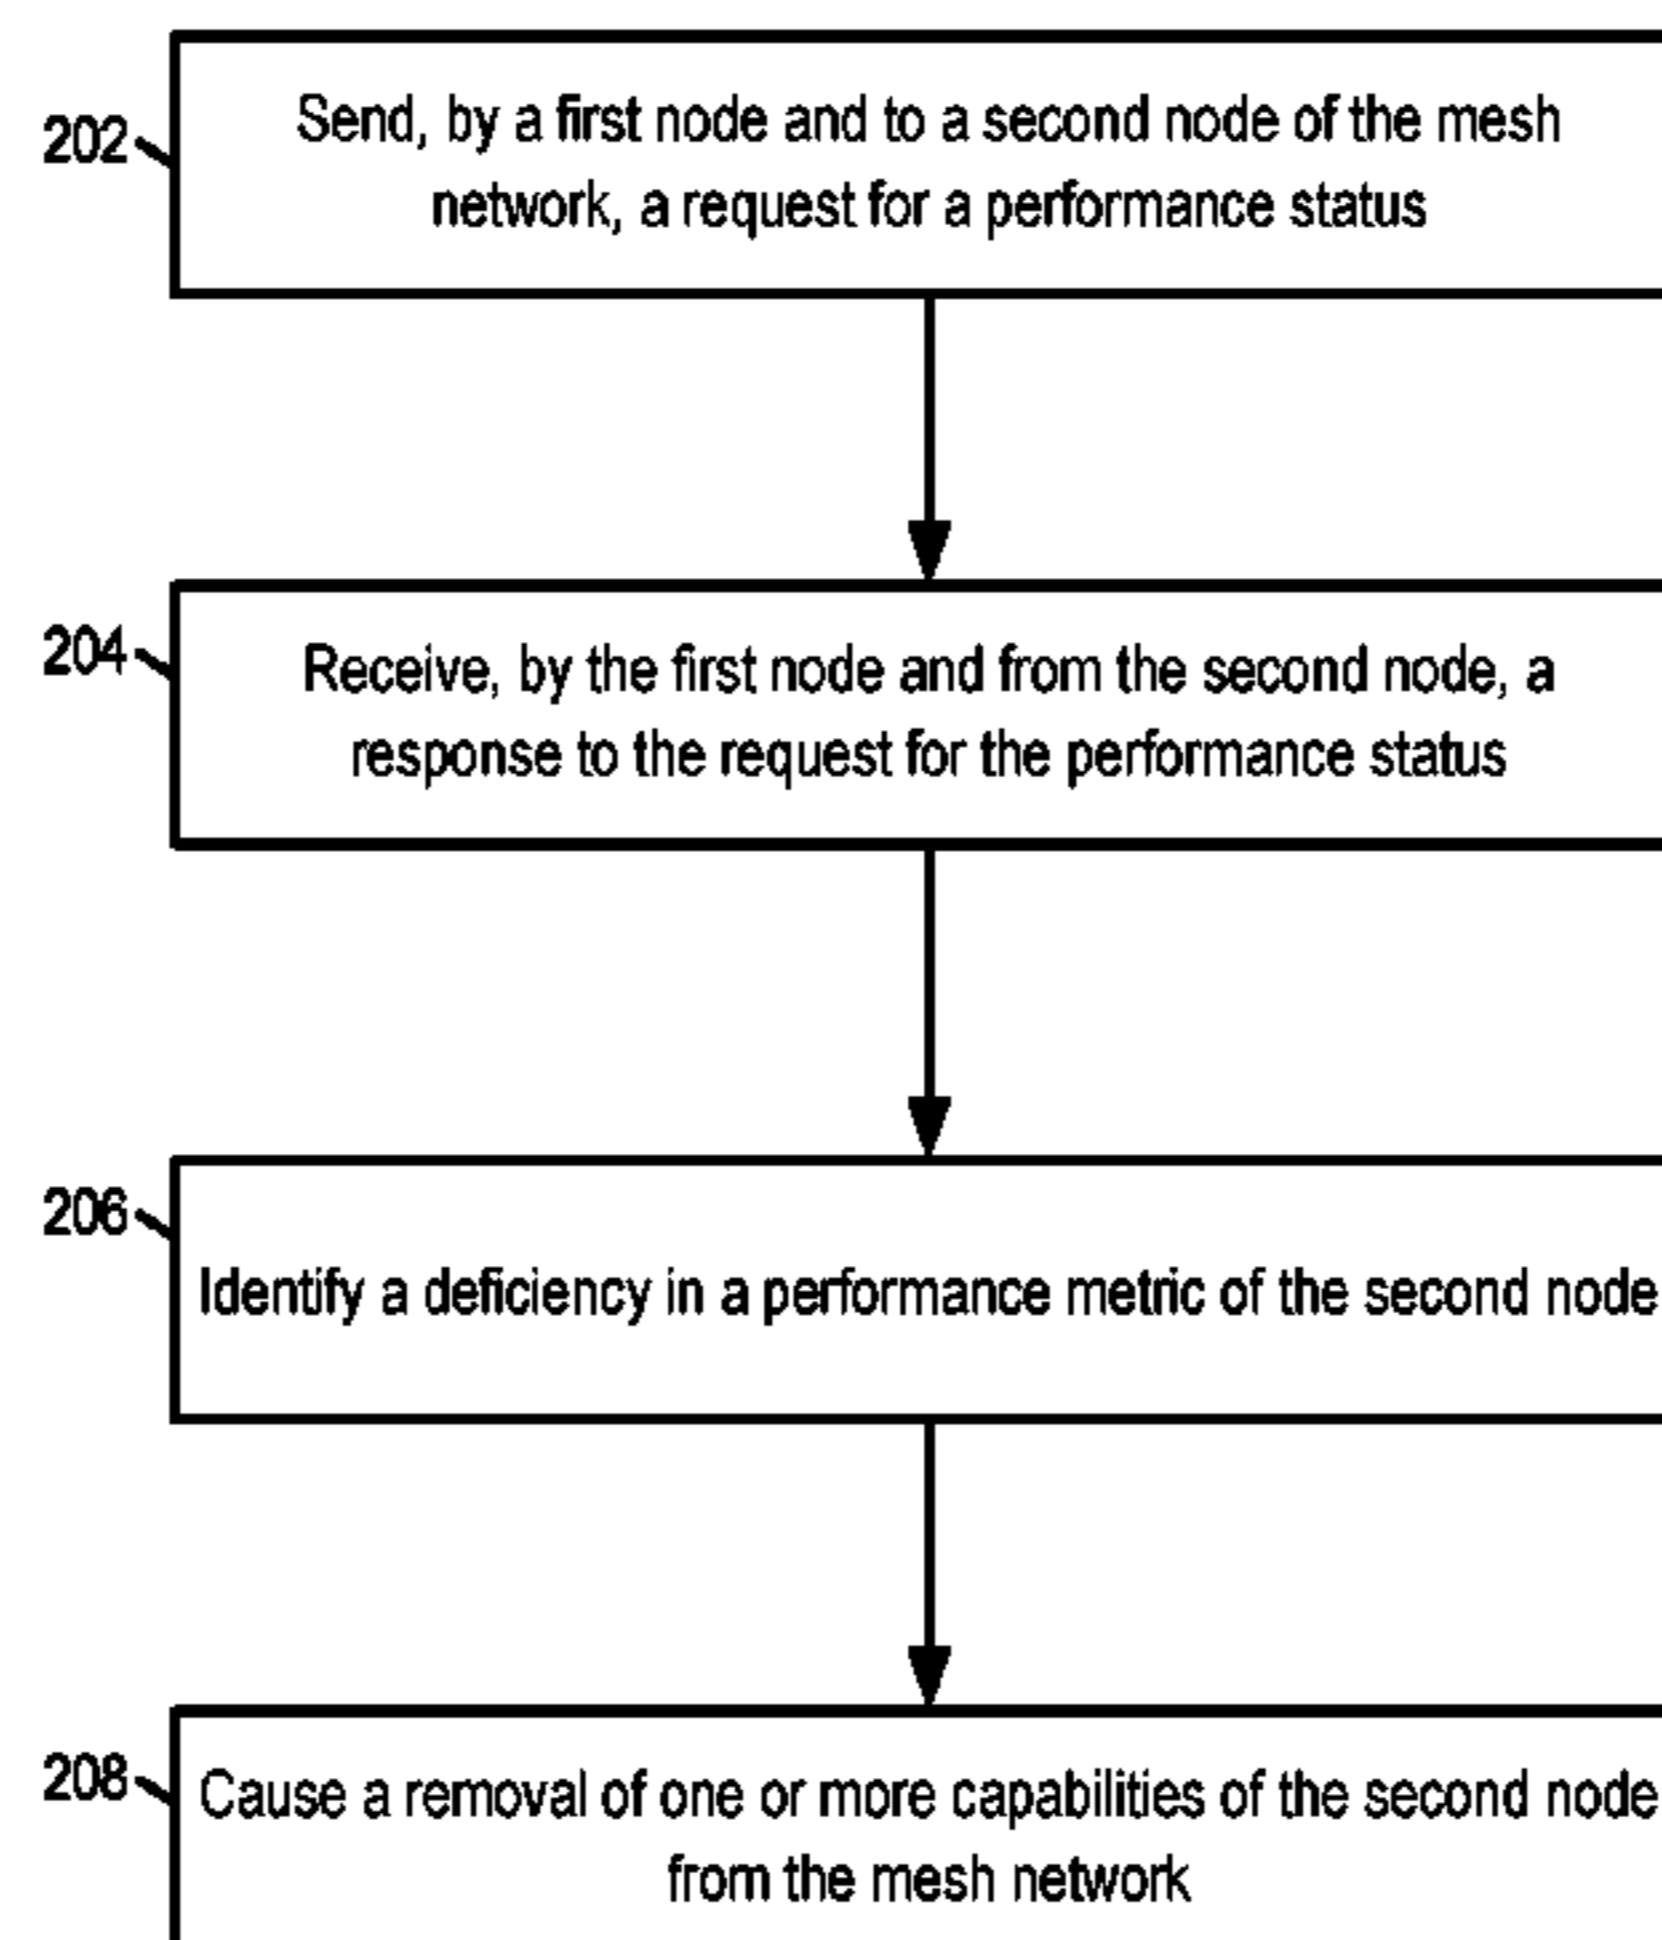 202
Send, by a first node and to a second node of the mesh
network, a request for a performance status
204
Receive, by the first node and from the second node, a
response to the request for the performance status
206
Identify a deficiency in a performance metric of the second node
208
Cause a removal of one or more capabilities of the second node
from the mesh network